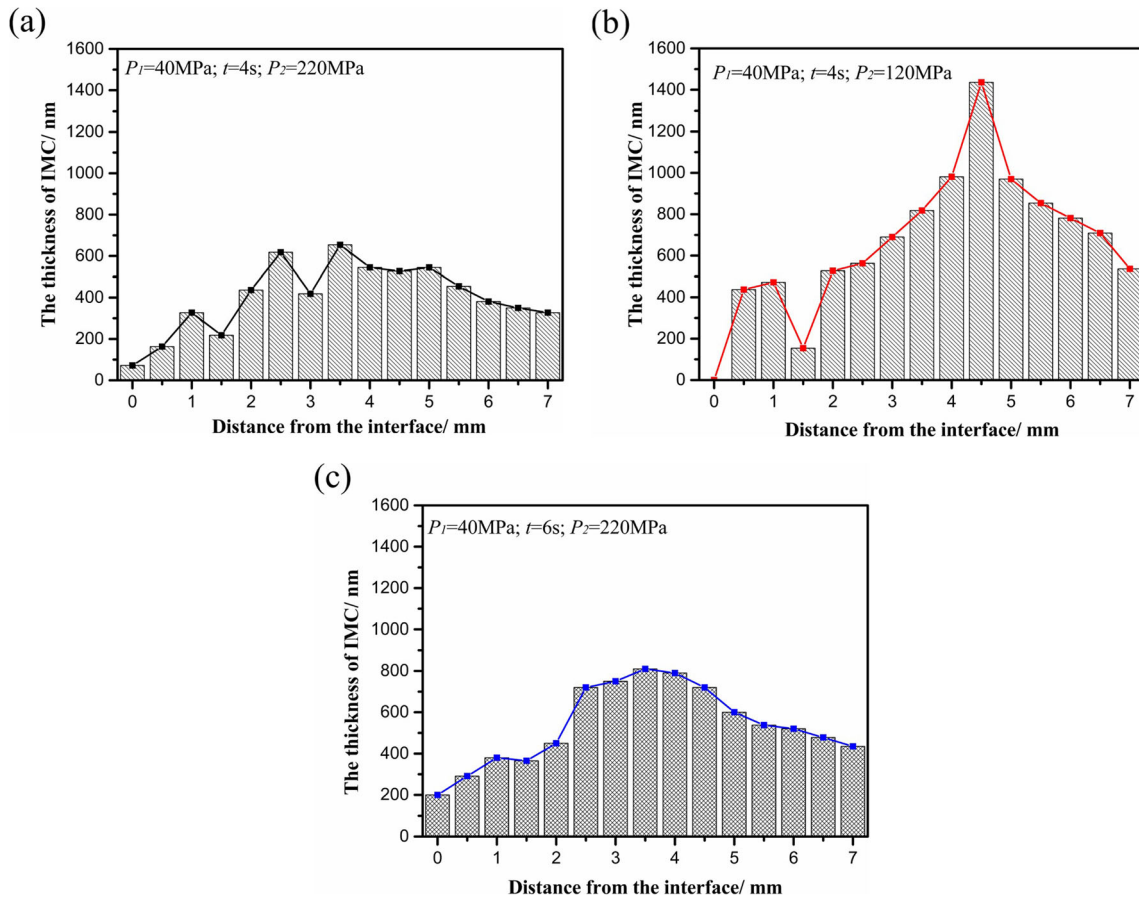 (a)
P1=40MPa; t=4s; P2=220MPa
The thickness of IMC/ nm
1600
1400
1200
1000
800
600
400
200
0
0 1 2 3 4 5 6 7
Distance from the interface/ mm
(b)
P1=40MPa; t=4s; P2=120MPa
The thickness of IMC/ nm
1600
1400
1200
1000
800
600
400
200
0
0 1 2 3 4 5 6 7
Distance from the interface/ mm
(c)
P1=40MPa; t=6s; P2=220MPa
The thickness of IMC/ nm
1600
1400
1200
1000
800
600
400
200
0
0 1 2 3 4 5 6 7
Distance from the interface/ mm